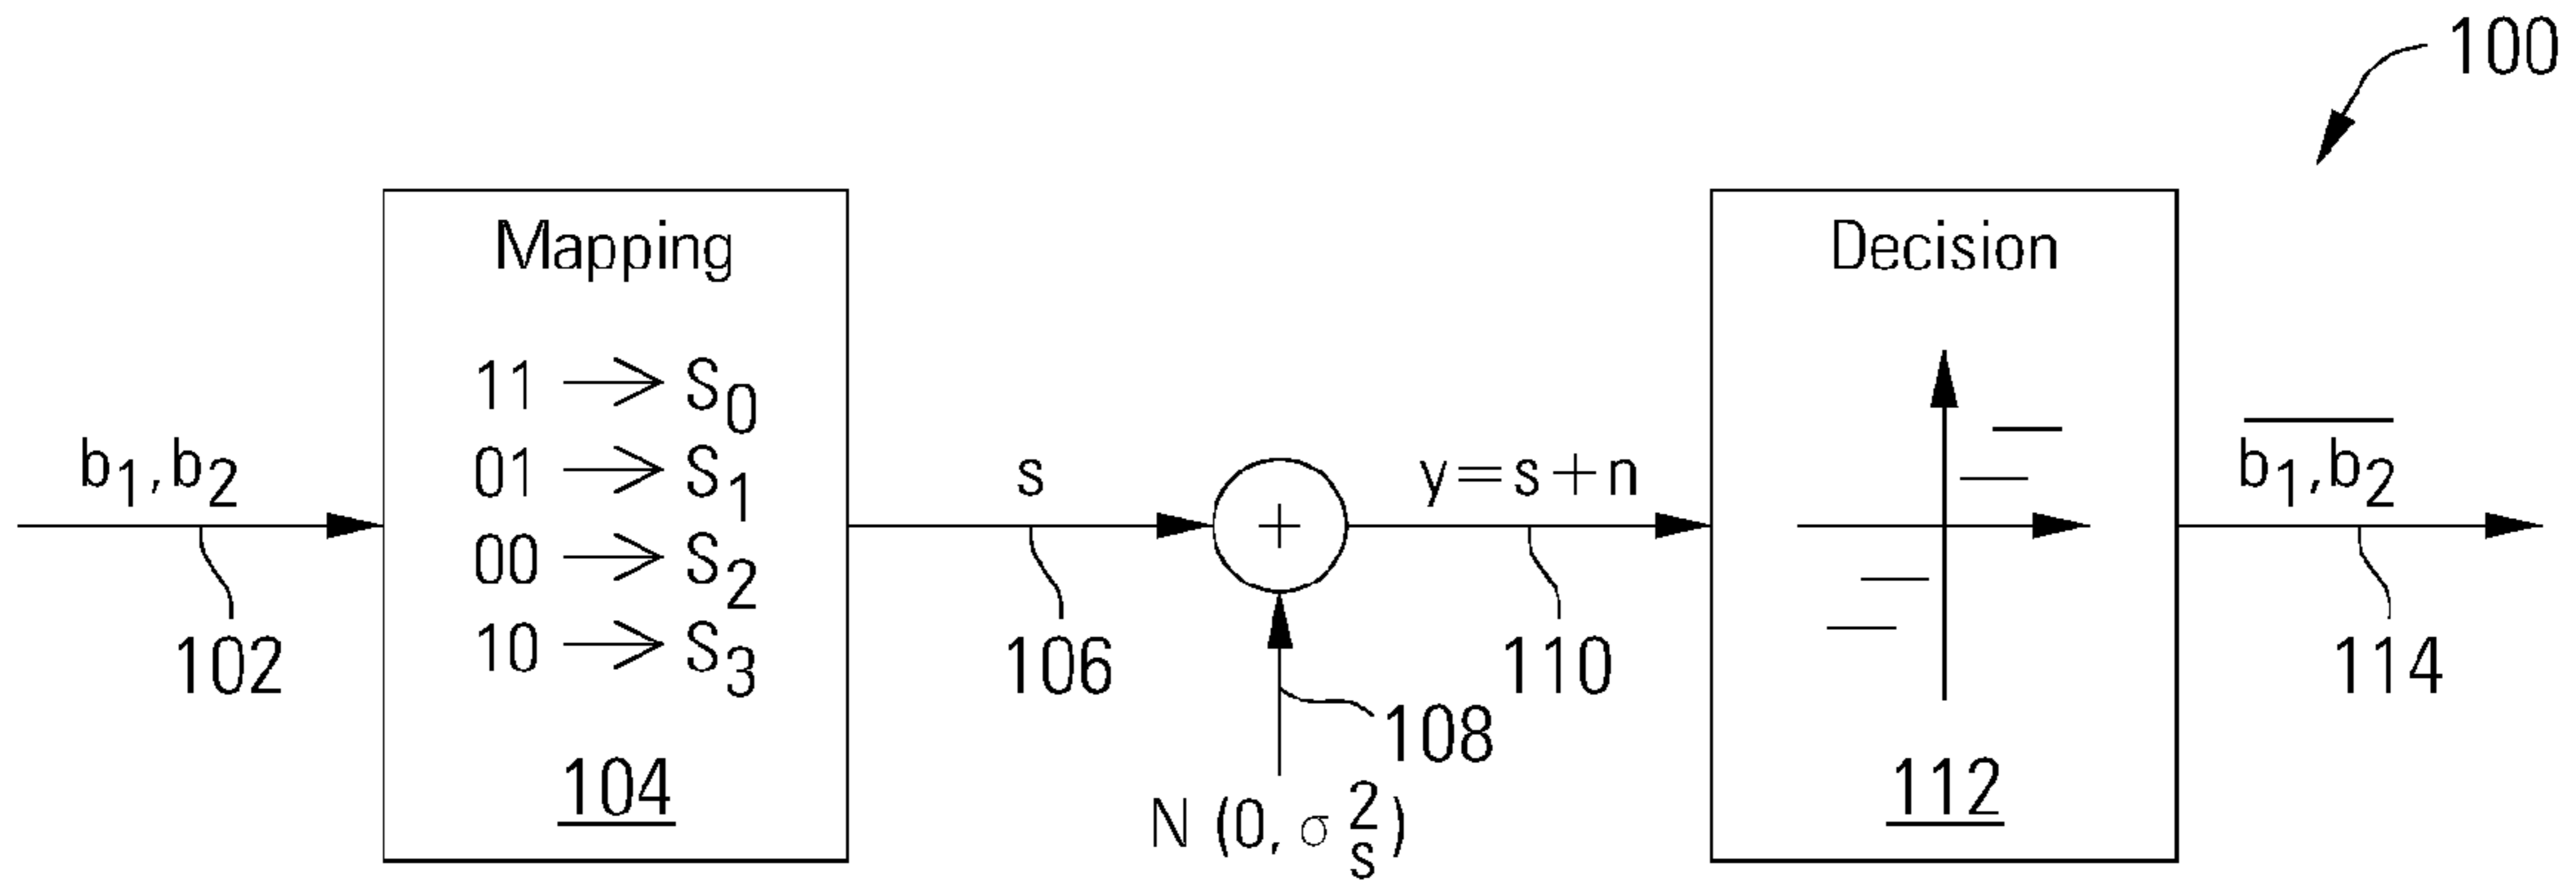 100
Mapping
11 → S0
01 → S1
00 → S2
10 → S3
104
b1,b2
102
s
106
+
N (0, σ2s)
108
y=s+n
110
Decision
112
b1,b2
114